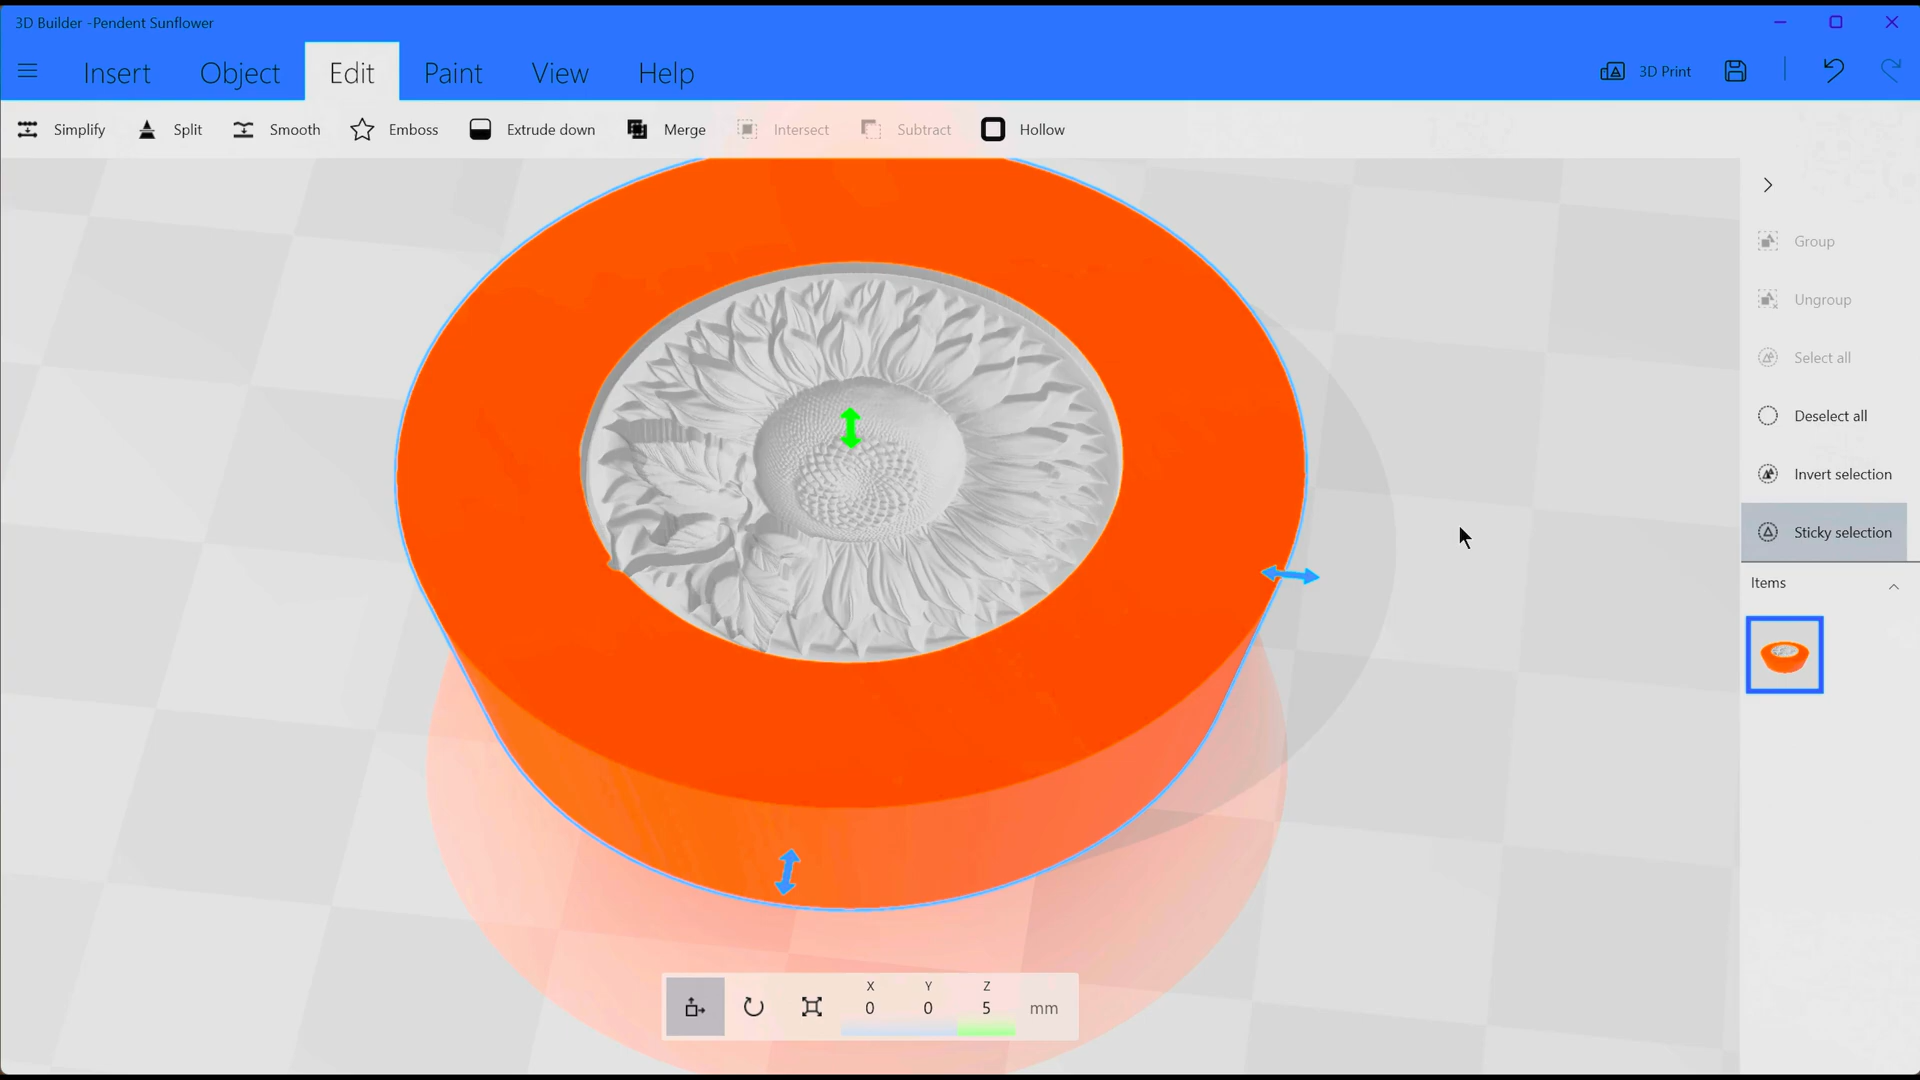 3D Builder -Pendent Sunflower
Insert
Object
Edit
Paint
View
Help
3D Print
Simplify
Split
Smooth
Emboss
Extrude down
Merge
Intersect
Subtract
Hollow
Group
Ungroup
Select all
Deselect all
Invert selection
Sticky selection
Items
X Y Z
0 0 5 mm